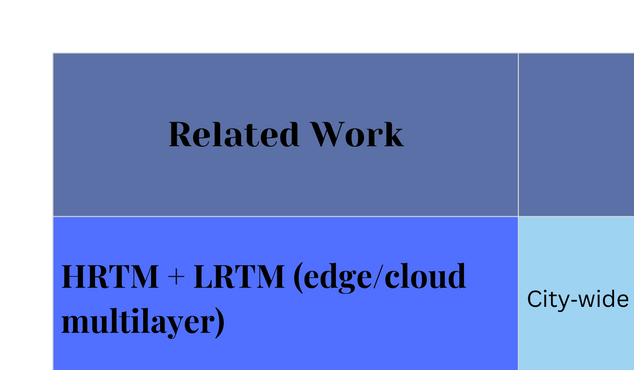 Related Work
HRTM + LRTM (edge/cloud
multilayer)
City-wide